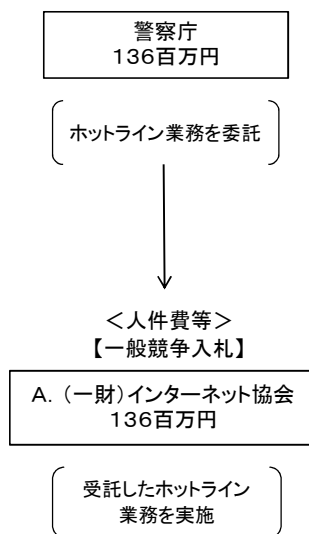 警察庁
136百万円
ホットライン業務を委託
＜人件費等＞
【一般競争入札】
A．（一財）インターネット協会
136百万円
受託したホットライン
業務を実施